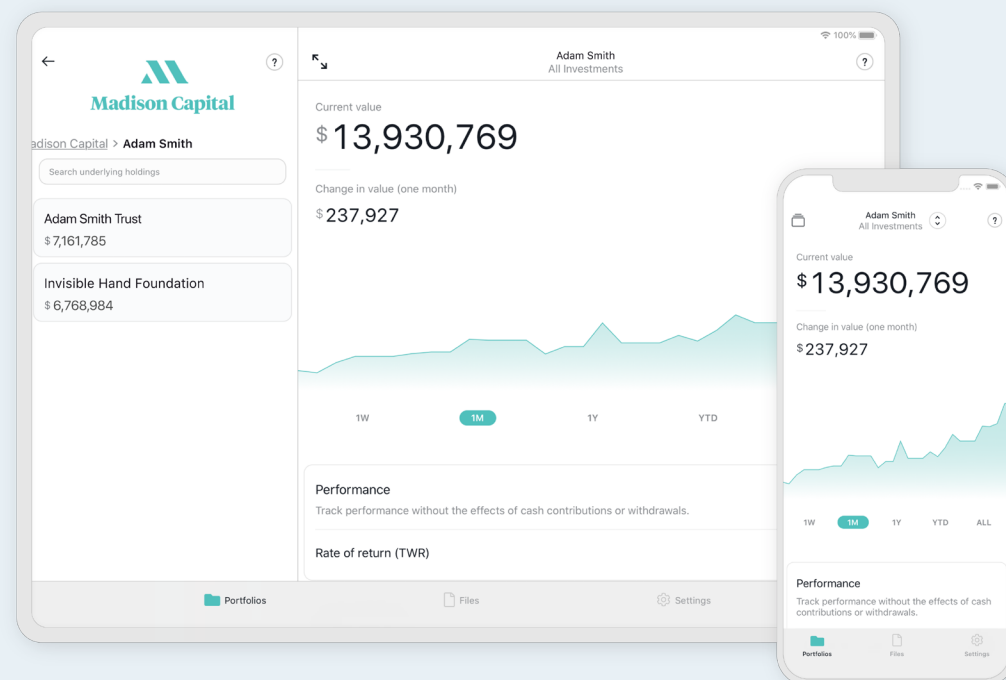 100%
?
Madison Capital
adison Capital > Adam Smith
Search underlying holdings
Adam Smith Trust
$ 7,161,785
Invisible Hand Foundation
$ 6,768,984
Adam Smith
All Investments
?
Current value
$ 13,930,769
Change in value (one month)
$ 237,927
1W 1M 1Y YTD
Performance
Track performance without the effects of cash contributions or withdrawals.
Rate of return (TWR)
Portfolios Files Settings
Adam Smith
All Investments
?
Current value
$ 13,930,769
Change in value (one month)
$ 237,927
1W 1M 1Y YTD ALL
Performance
Track performance without the effects of cash
contributions or withdrawals.
Portfolios Files Settings